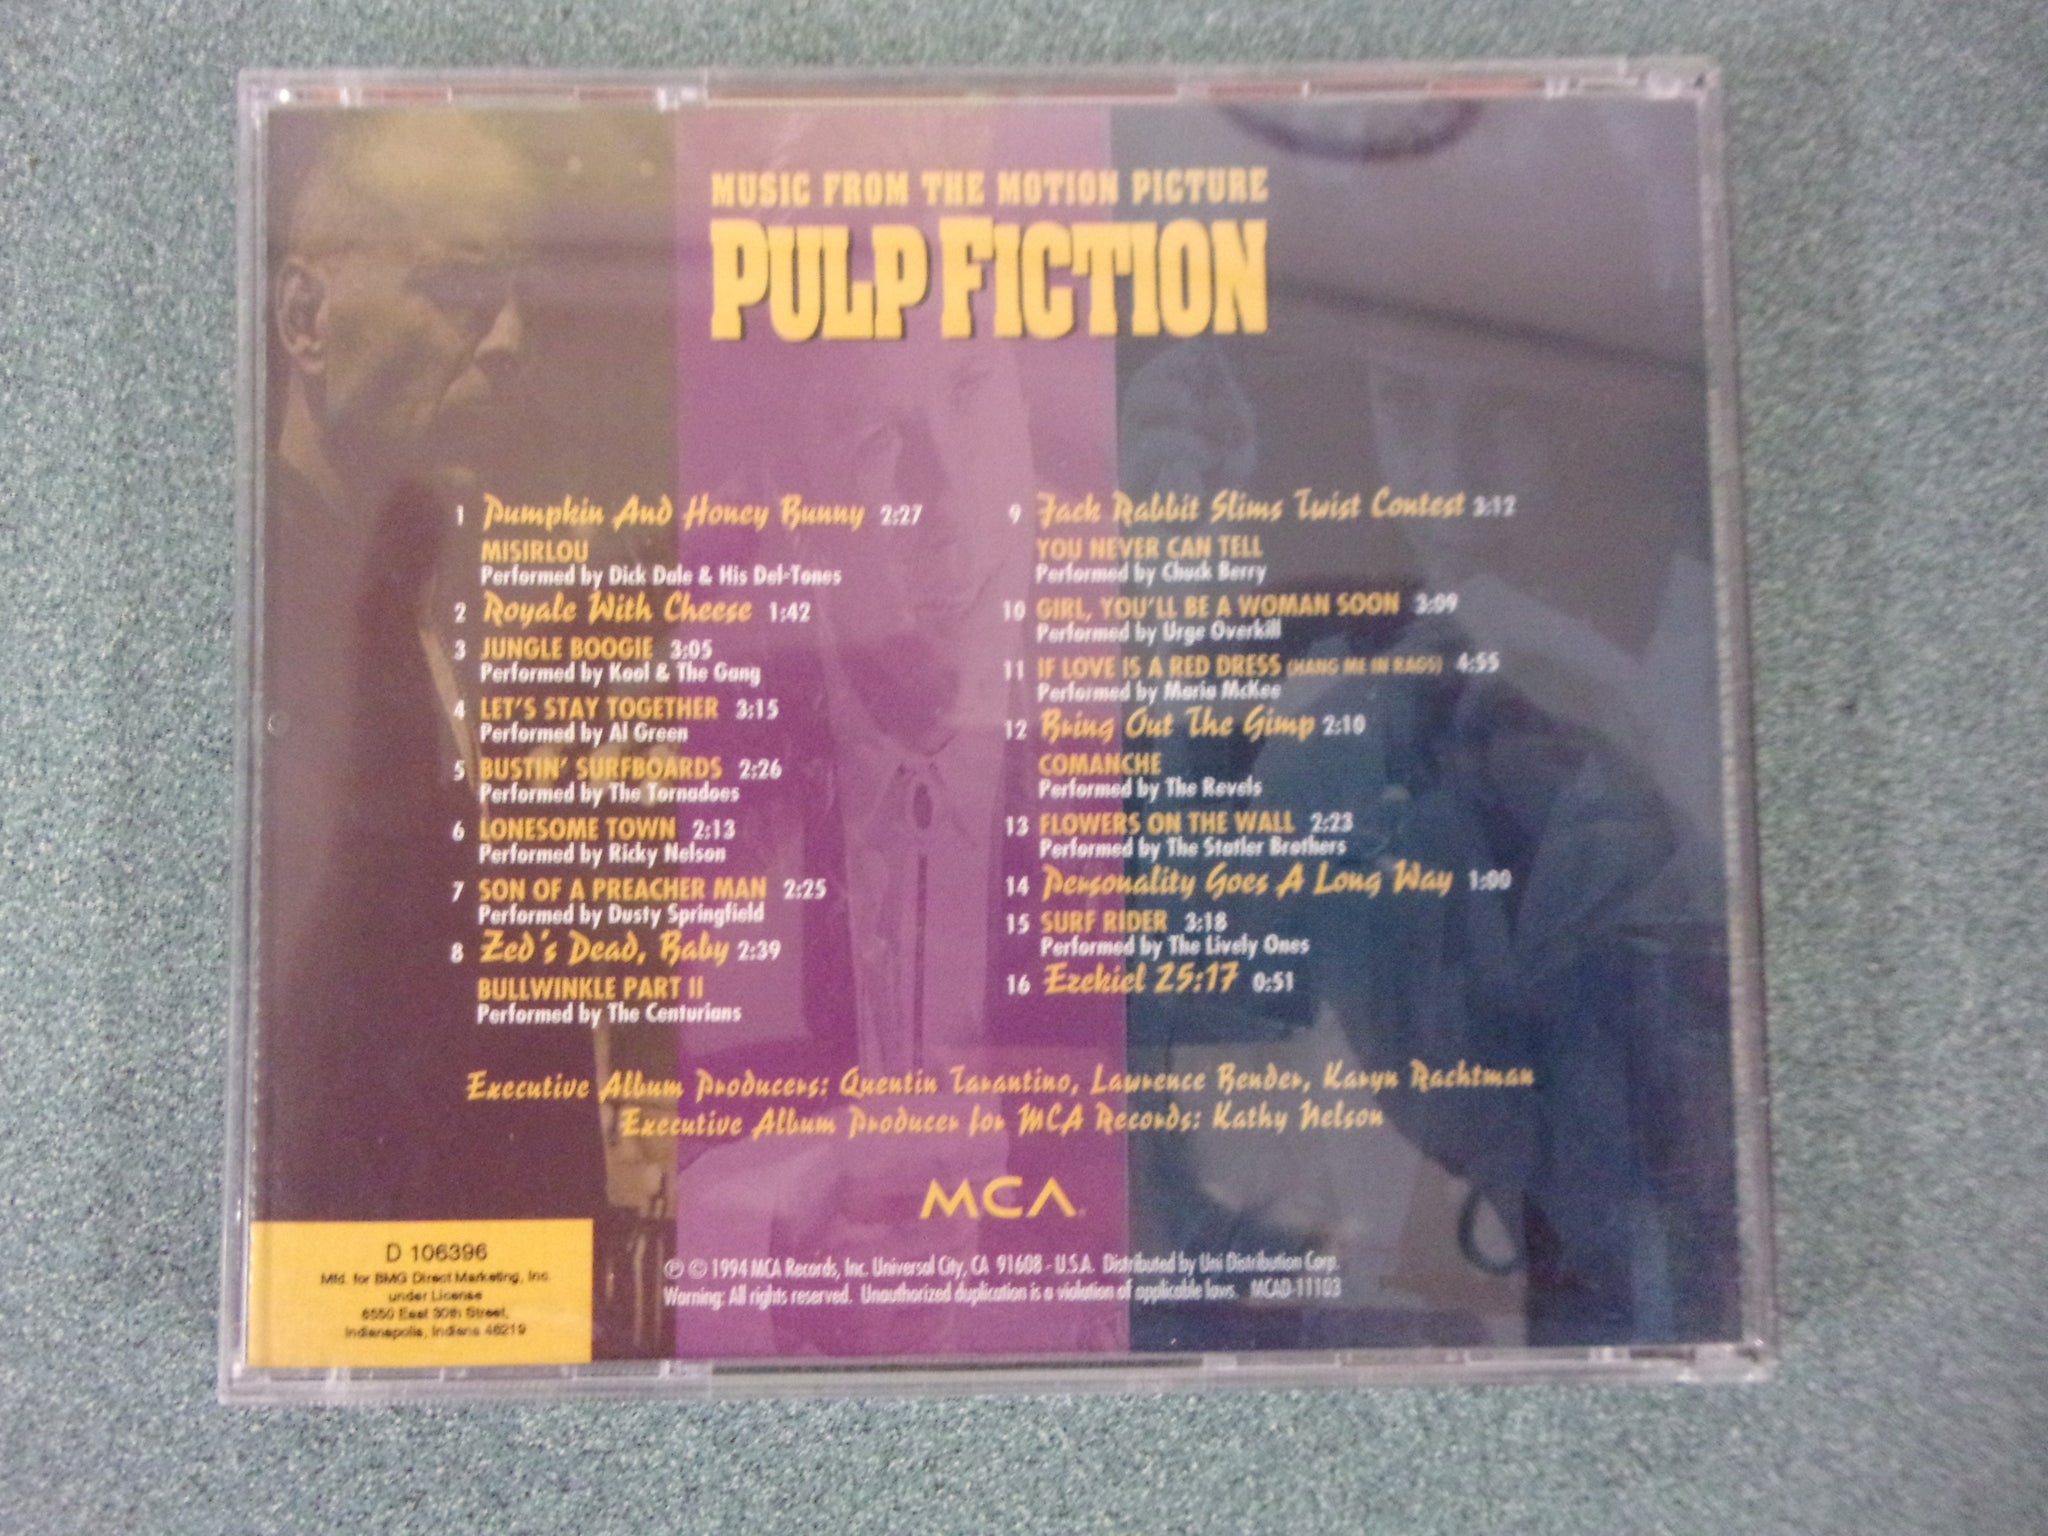 MUSIC FROM THE MOTION PICTURE
PULP FICTION
1 Pumpkin And Honey Bunny 2:27
MISIRLOU
Performed by Dick Dale & His Del-Tones
2 Royale With Cheese 1:42
3 JUNGLE BOOGIE 3:05
Performed by Kool & The Gang
4 LET'S STAY TOGETHER 3:15
Performed by Al Green
5 BUSTIN' SURFBOARDS 2:26
Performed by The Tornadoes
6 LONESOME TOWN 2:13
Performed by Ricky Nelson
7 SON OF A PREACHER MAN 2:25
Performed by Dusty Springfield
8 Zed's Dead, Baby 2:39
BULLWINKLE PART II
Performed by The Centurians
9 Jack Rabbit Slims Twist Contest 3:12
YOU NEVER CAN TELL
Performed by Chuck Berry
10 GIRL, YOU'LL BE A WOMAN SOON 3:09
Performed by Urge Overkill
11 IF LOVE IS A RED DRESS (HANG ME IN RAGS) 4:55
Performed by Maria McKee
12 Bring Out The Gimp 2:10
COMANCHE
Performed by The Revels
13 FLOWERS ON THE WALL 2:23
Performed by The Statler Brothers
14 Personality Goes A Long Way 1:00
15 SURF RIDER 3:18
Performed by The Lively Ones
16 Ezekiel 25:17 0:51
Executive Album Producers: Quentin Tarantino, Lawrence Bender, Karyn Rachtman
Executive Album Producer for MCA Records: Kathy Nelson
MCA
D 106396
Mfd. for BMG Direct Marketing, Inc.
under License
6550 East 30th Street,
Indianapolis, Indiana 46219
℗ © 1994 MCA Records, Inc. Universal City, CA 91608 - U.S.A. Distributed by Uni Distribution Corp.
Warning: All rights reserved. Unauthorized duplication is a violation of applicable laws. MCAD-11103